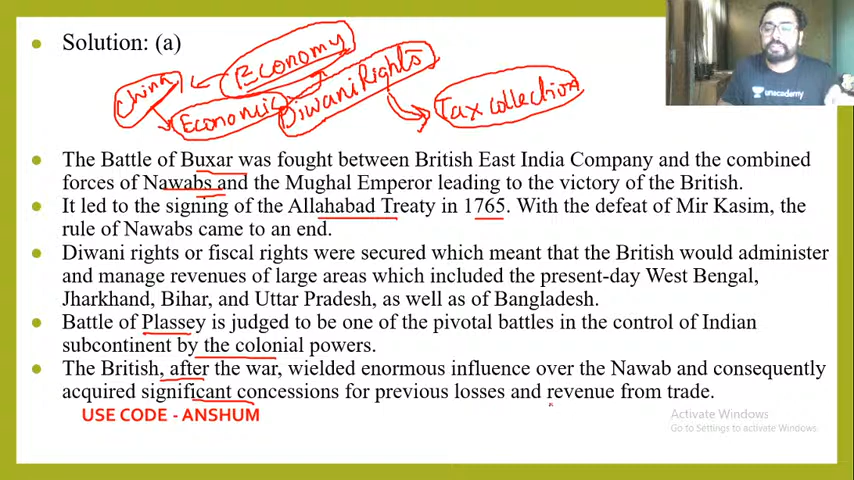 Solution: (a)
Economy
China
Economic
Diwani Rights
Tax collection
unacademy
The Battle of Buxar was fought between British East India Company and the combined
forces of Nawabs and the Mughal Emperor leading to the victory of the British.
It led to the signing of the Allahabad Treaty in 1765. With the defeat of Mir Kasim, the
rule of Nawabs came to an end.
Diwani rights or fiscal rights were secured which meant that the British would administer
and manage revenues of large areas which included the present-day West Bengal,
Jharkhand, Bihar, and Uttar Pradesh, as well as of Bangladesh.
Battle of Plassey is judged to be one of the pivotal battles in the control of Indian
subcontinent by the colonial powers.
The British, after the war, wielded enormous influence over the Nawab and consequently
acquired significant concessions for previous losses and revenue from trade.
USE CODE - ANSHUM
Activate Windows
Go to Settings to activate Windows.